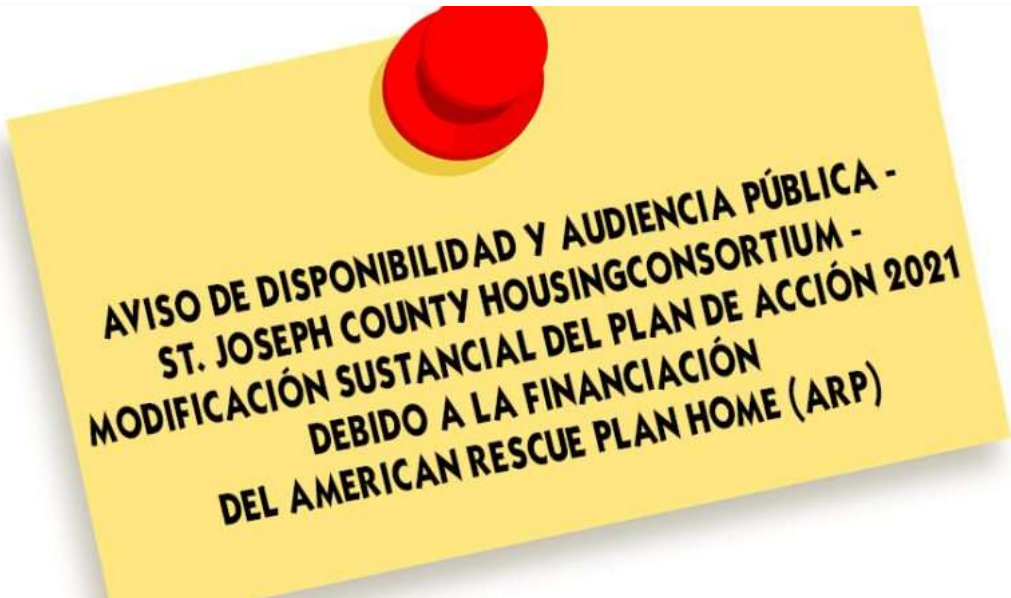 AVISO DE DISPONIBILIDAD Y AUDIENCIA PÚBLICA -
ST. JOSEPH COUNTY HOUSINGCONSORTIUM -
MODIFICACIÓN SUSTANCIAL DEL PLAN DE ACCIÓN 2021
DEBIDO A LA FINANCIACIÓN
DEL AMERICAN RESCUE PLAN HOME (ARP)